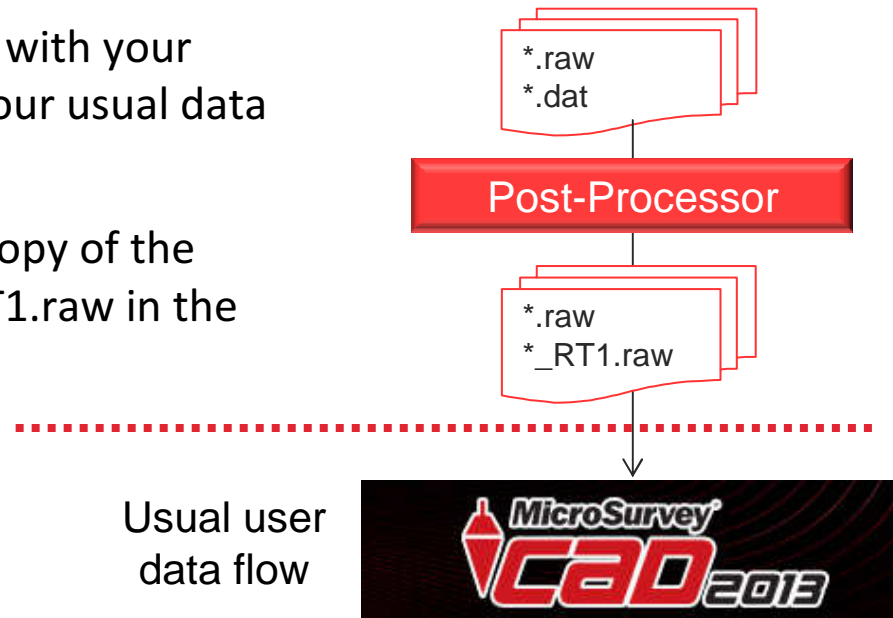 with your
our usual data
opy of the
T1.raw in the
*.raw
*.dat
Post-Processor
*.raw
*_RT1.raw
Usual user
data flow
MicroSurvey
CAD 2013